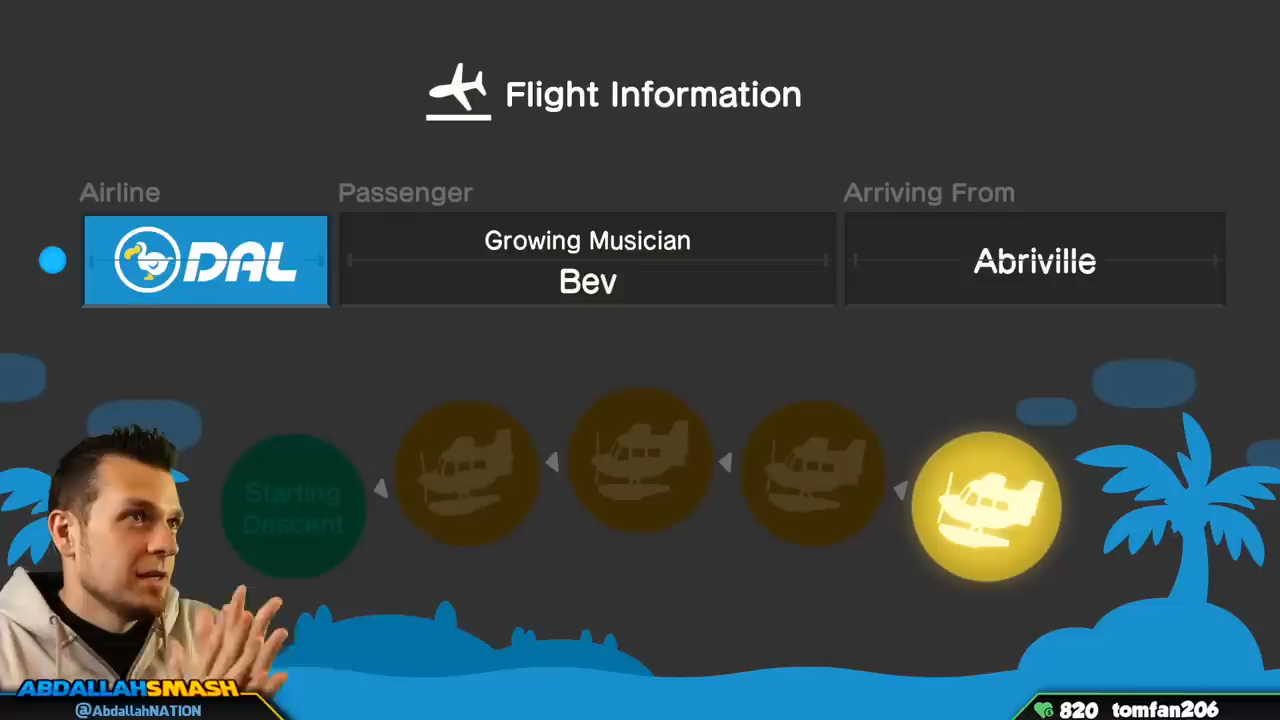 Flight Information
Airline
Passenger
Arriving From
DAL
Growing Musician
Bev
Abriville
Starting
Descent
ABDALLAHSMASH
@AbdallahNATION
820 tomfan206